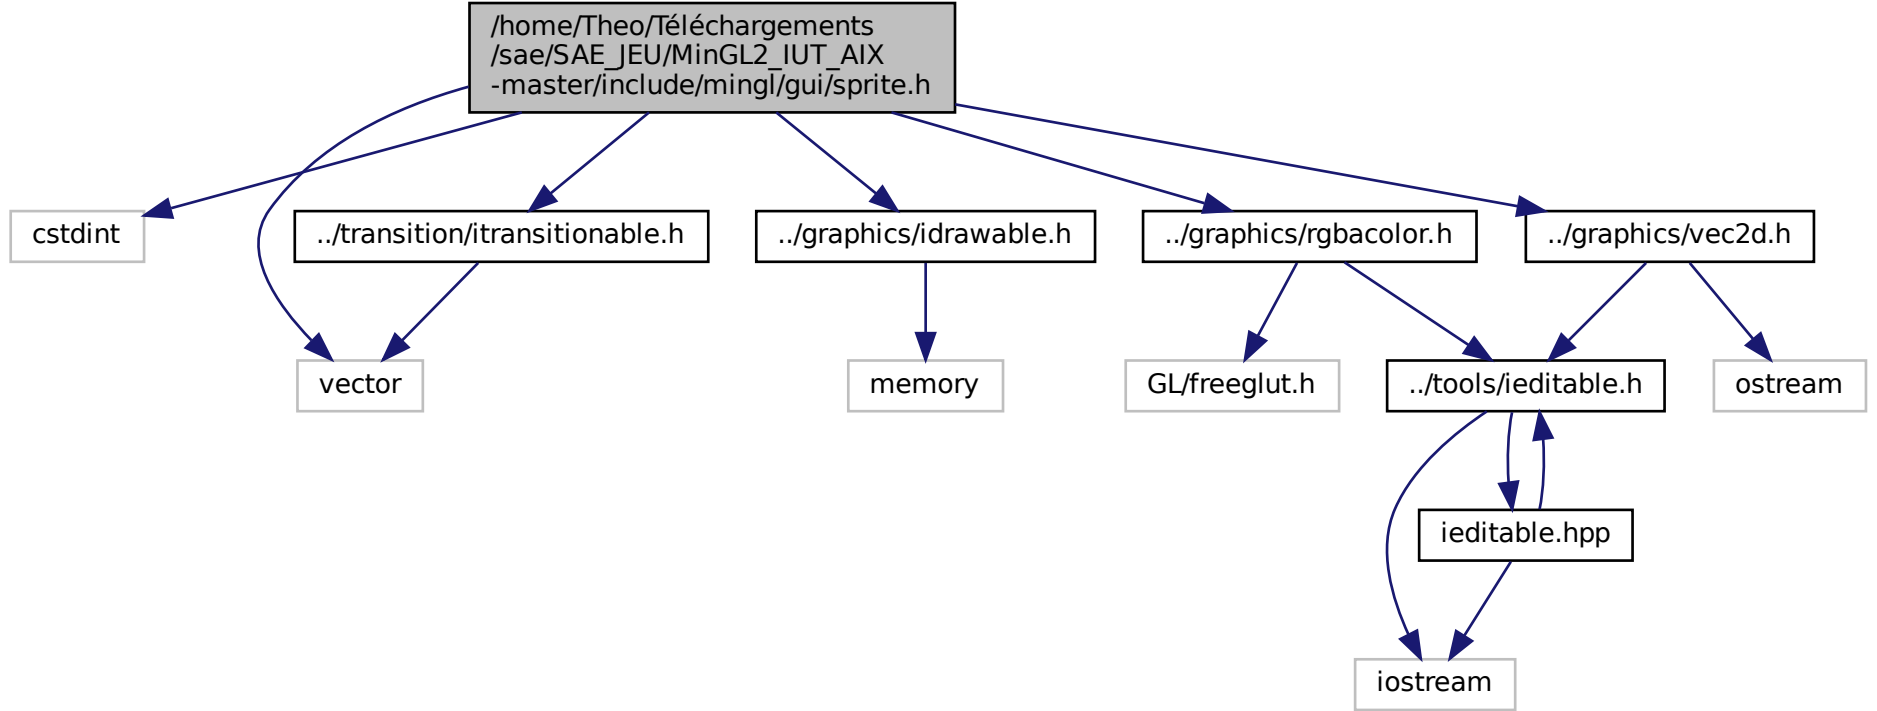 /home/Theo/Téléchargements
/sae/SAE_JEU/MinGL2_IUT_AIX
-master/include/mingl/gui/sprite.h
cstdint
../transition/itransitionable.h
../graphics/idrawable.h
../graphics/rgbacolor.h
../graphics/vec2d.h
vector
memory
GL/freeglut.h
../tools/ieditable.h
ostream
ieditable.hpp
iostream